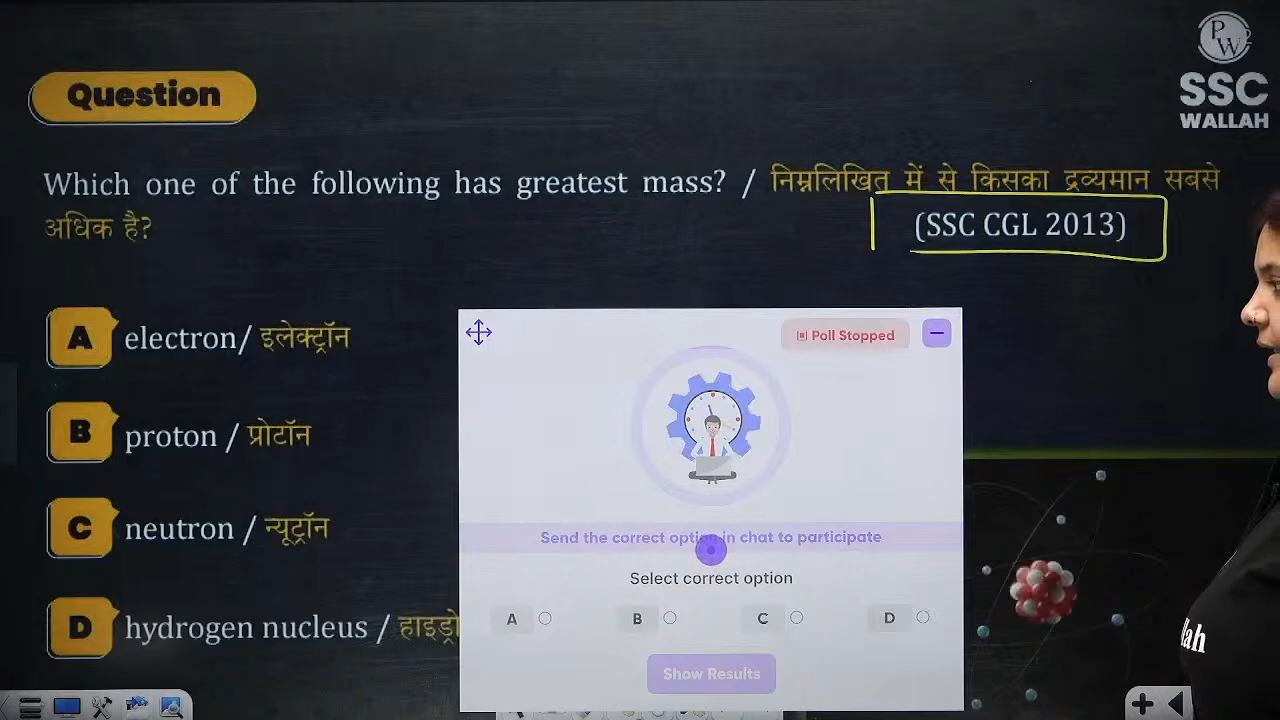 PW
SSC
WALLAH
Question
Which one of the following has greatest mass? / निम्नलिखित में से किसका द्रव्यमान सबसे
अधिक है?
(SSC CGL 2013)
A electron/ इलेक्ट्रॉन
B proton / प्रोटॉन
C neutron / न्यूट्रॉन
D hydrogen nucleus /
Poll Stopped
Send the correct option in chat to participate
Select correct option
A B C D
Show Results
lah